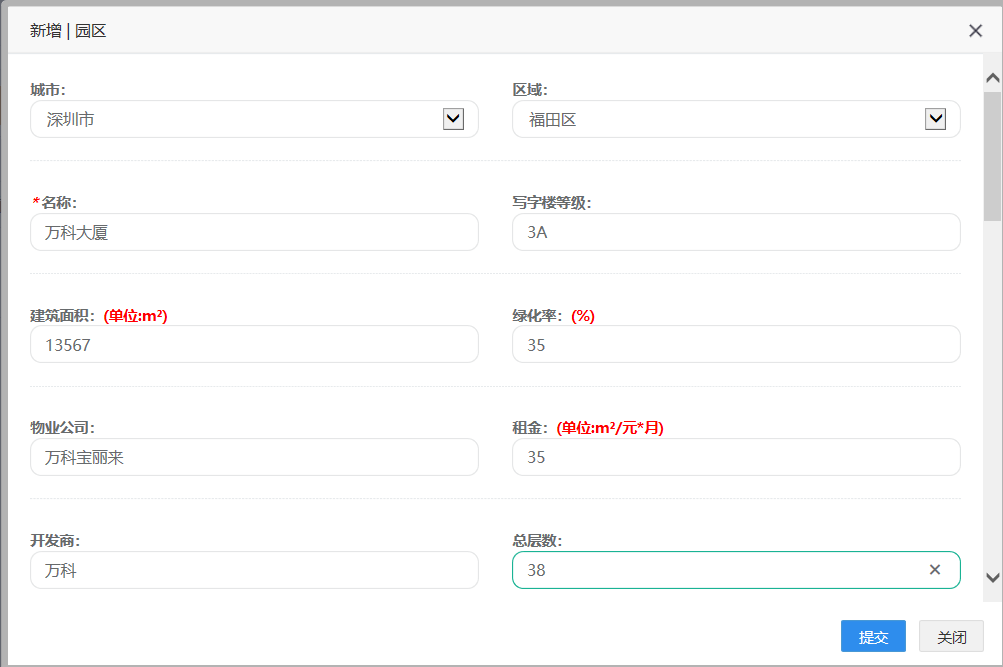 新增 | 园区
城市: 区域:
深圳市 福田区
*名称: 写字楼等级:
万科大厦 3A
建筑面积: (单位:m²) 绿化率: (%)
13567 35
物业公司: 租金: (单位:m²/元*月)
万科宝丽来 35
开发商: 总层数:
万科 38
提交 关闭